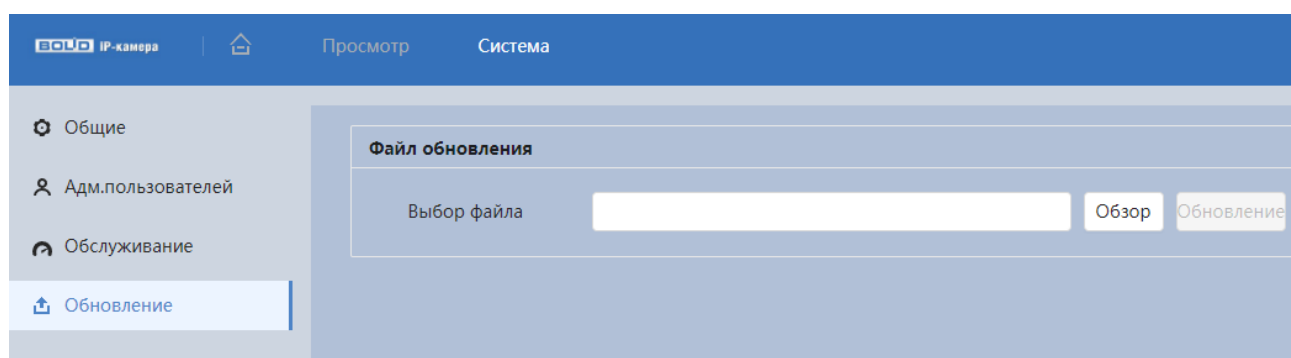 BOLID IP-камера Просмотр Система
Общие
Файл обновления
Адм.пользователей
Выбор файла Обзор Обновление
Обслуживание
Обновление